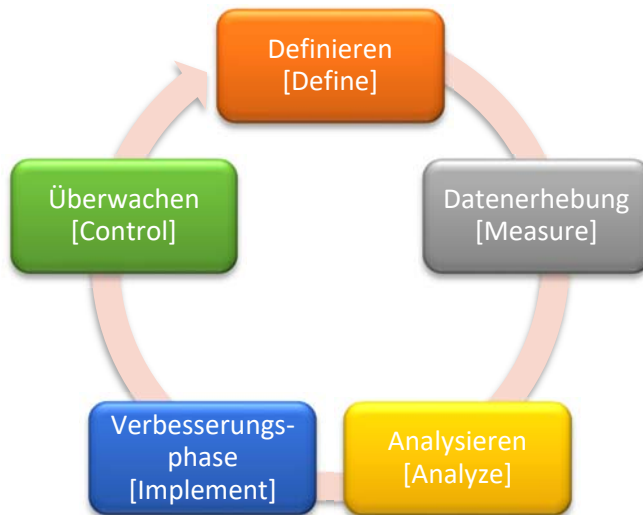 Definieren
[Define]
Datenerhebung
[Measure]
Analysieren
[Analyze]
Verbesserungs-
phase
[Implement]
Überwachen
[Control]